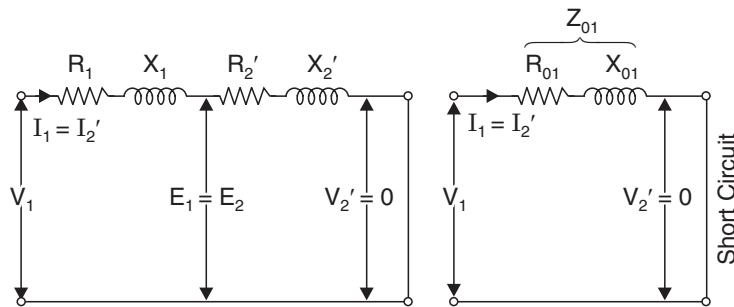 R₁ X₁ R₂′ X₂′
I₁ = I₂′
V₁ E₁ = E₂ V₂′ = 0
Z₀₁
R₀₁ X₀₁
I₁ = I₂′
V₁ V₂′ = 0
Short Circuit